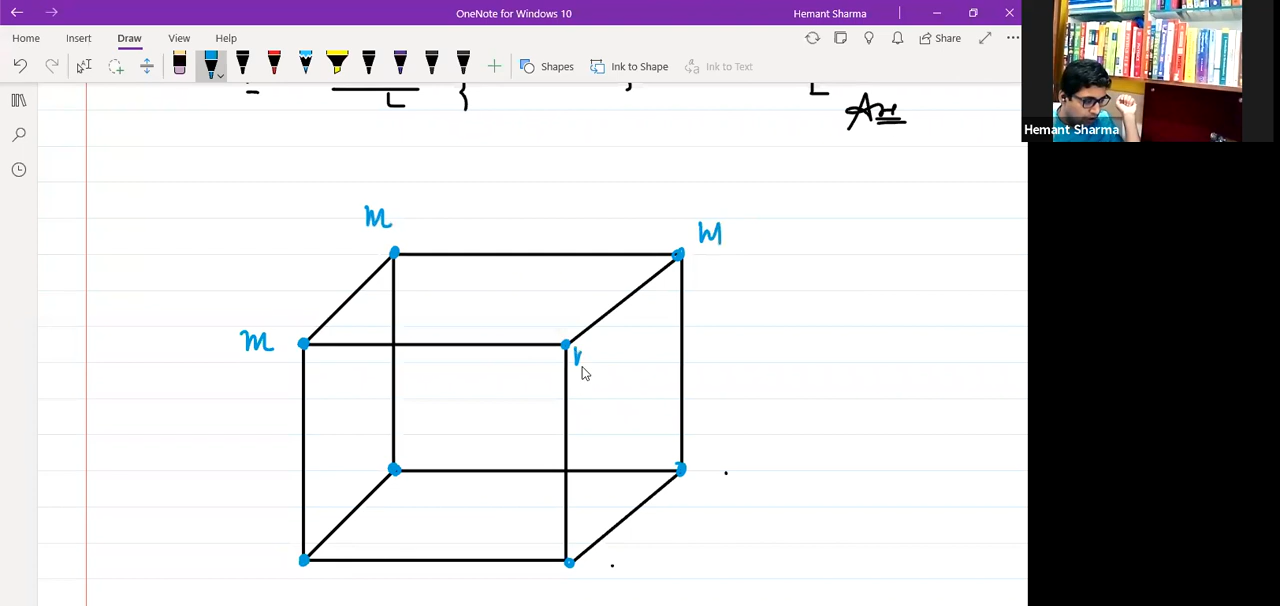 OneNote for Windows 10
Hemant Sharma
Home Insert Draw View Help
Share
Shapes Ink to Shape Ink to Text
L
Ans
Hemant Sharma
m
M
m